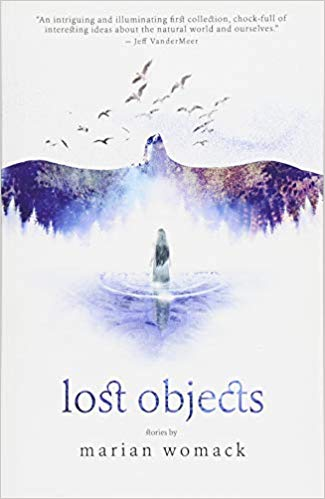 "An intriguing and illuminating first collection, chock-full of
interesting ideas about the natural world and ourselves."
— Jeff VanderMeer
lost objects
stories by
marian womack